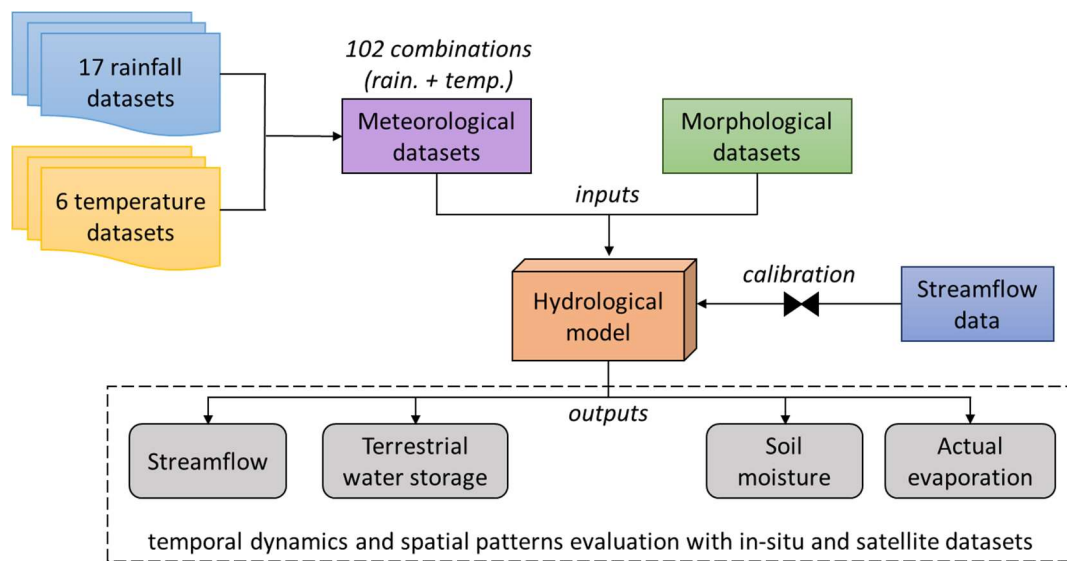 17 rainfall
datasets
6 temperature
datasets
102 combinations
(rain. + temp.)
Meteorological
datasets
Morphological
datasets
inputs
Hydrological
model
calibration
Streamflow
data
outputs
Streamflow
Terrestrial
water storage
Soil
moisture
Actual
evaporation
temporal dynamics and spatial patterns evaluation with in-situ and satellite datasets